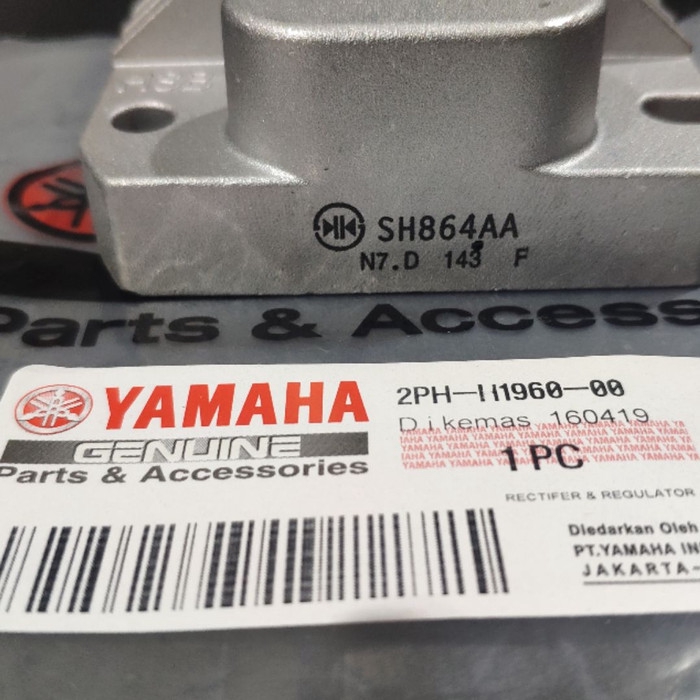 SH864AA
N7.D 143 F
Parts & Access
YAMAHA
GENUINE
Parts & Accessories
2PH-H1960-00
Dikemas 160419
1 PC
RECTIFER & REGULATOR
Diedarkan Oleh
PT.YAMAHA IN
JAKARTA-